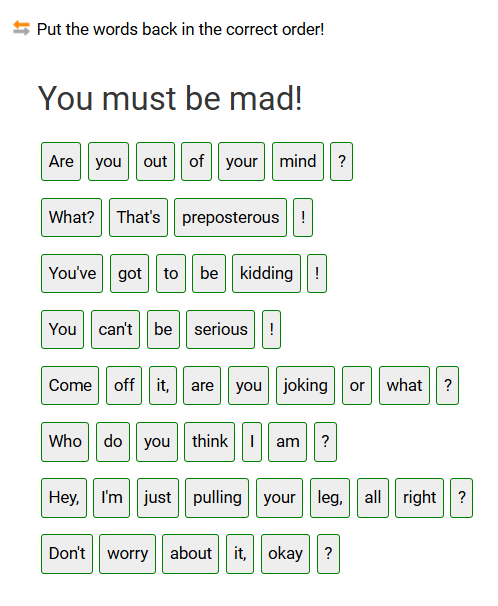 Put the words back in the correct order!
You must be mad!
Are you out of your mind ?
What? That's preposterous !
You've got to be kidding !
You can't be serious !
Come off it, are you joking or what ?
Who do you think I am ?
Hey, I'm just pulling your leg, all right ?
Don't worry about it, okay ?